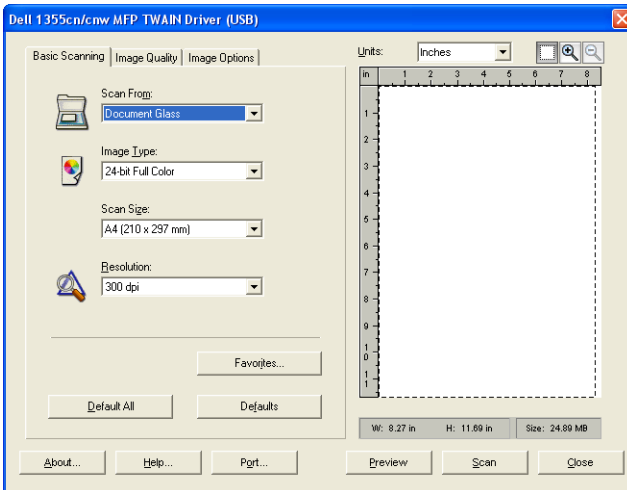 Dell 1355cn/cnw MFP TWAIN Driver (USB)
Basic Scanning Image Quality Image Options
Scan From:
Document Glass
Image Type:
24-bit Full Color
Scan Size:
A4 (210 x 297 mm)
Resolution:
300 dpi
Favorites...
Default All Defaults
Units: Inches
in 1 2 3 4 5 6 7 8
1
2
3
4
5
6
7
8
9
10
11
W: 8.27 in H: 11.69 in Size: 24.89 MB
About... Help... Port... Preview Scan Close